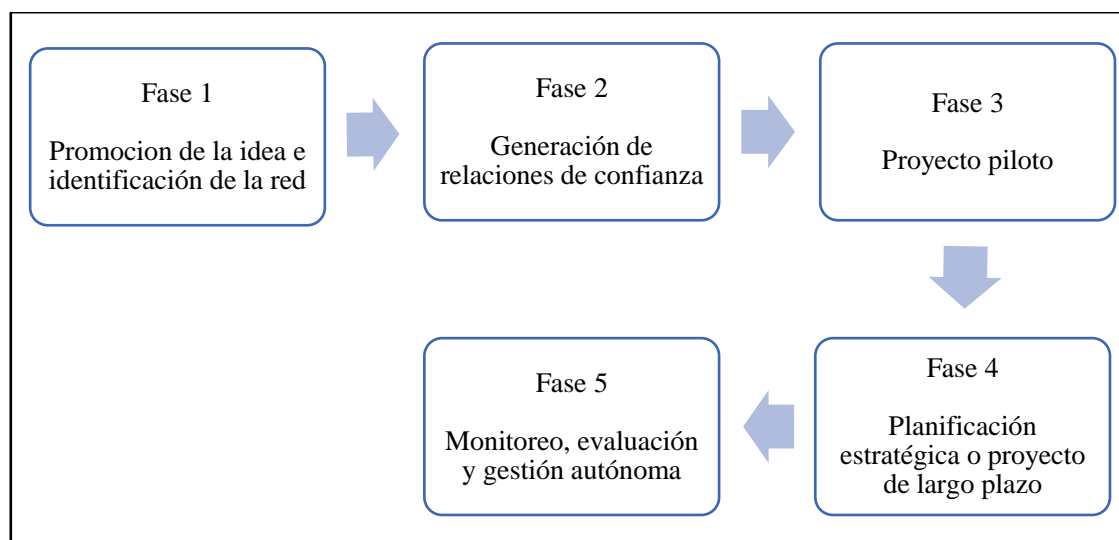 Fase 1
Promocion de la idea e
identificación de la red
Fase 2
Generación de
relaciones de confianza
Fase 3
Proyecto piloto
Fase 4
Planificación
estratégica o proyecto
de largo plazo
Fase 5
Monitoreo, evaluación
y gestión autónoma